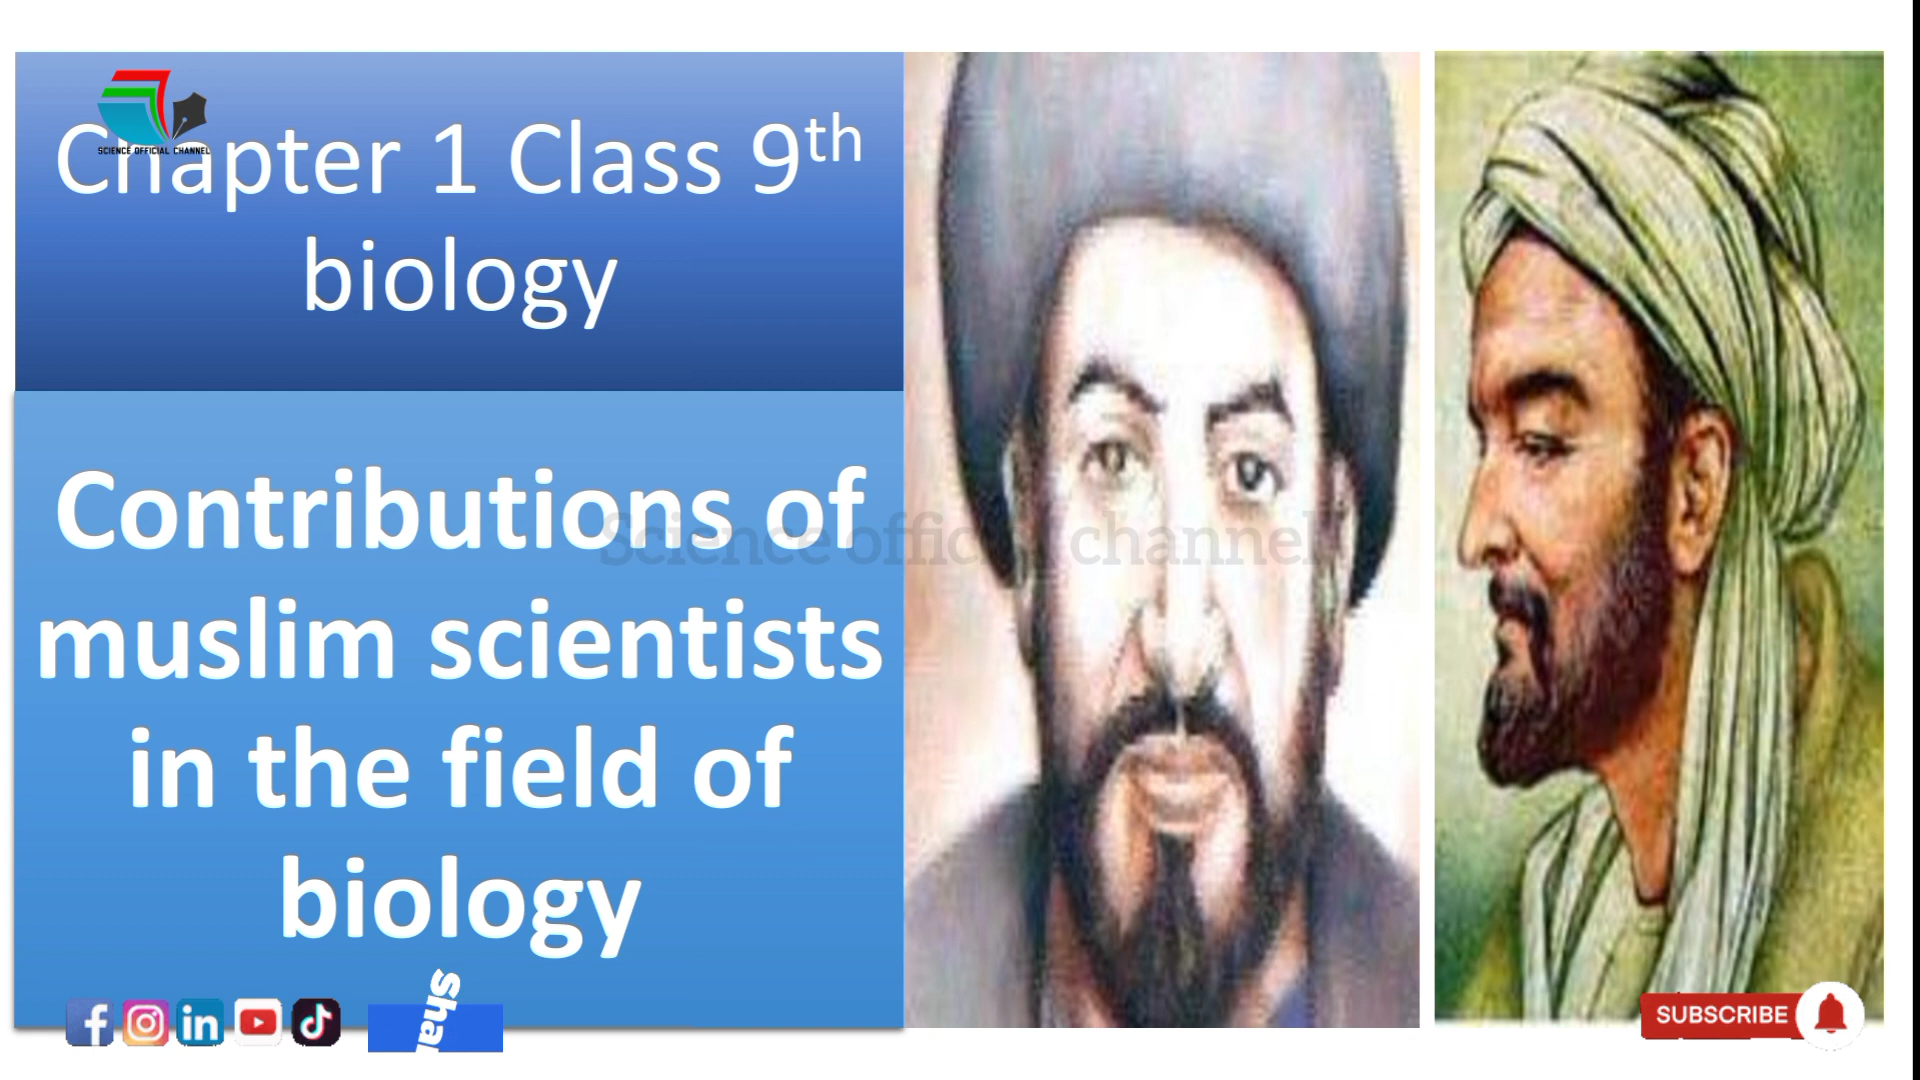 SCIENCE OFFICIAL CHANNEL
Chapter 1 Class 9th
biology
Contributions of
muslim scientists
in the field of
biology
Science official channel
sha
SUBSCRIBE